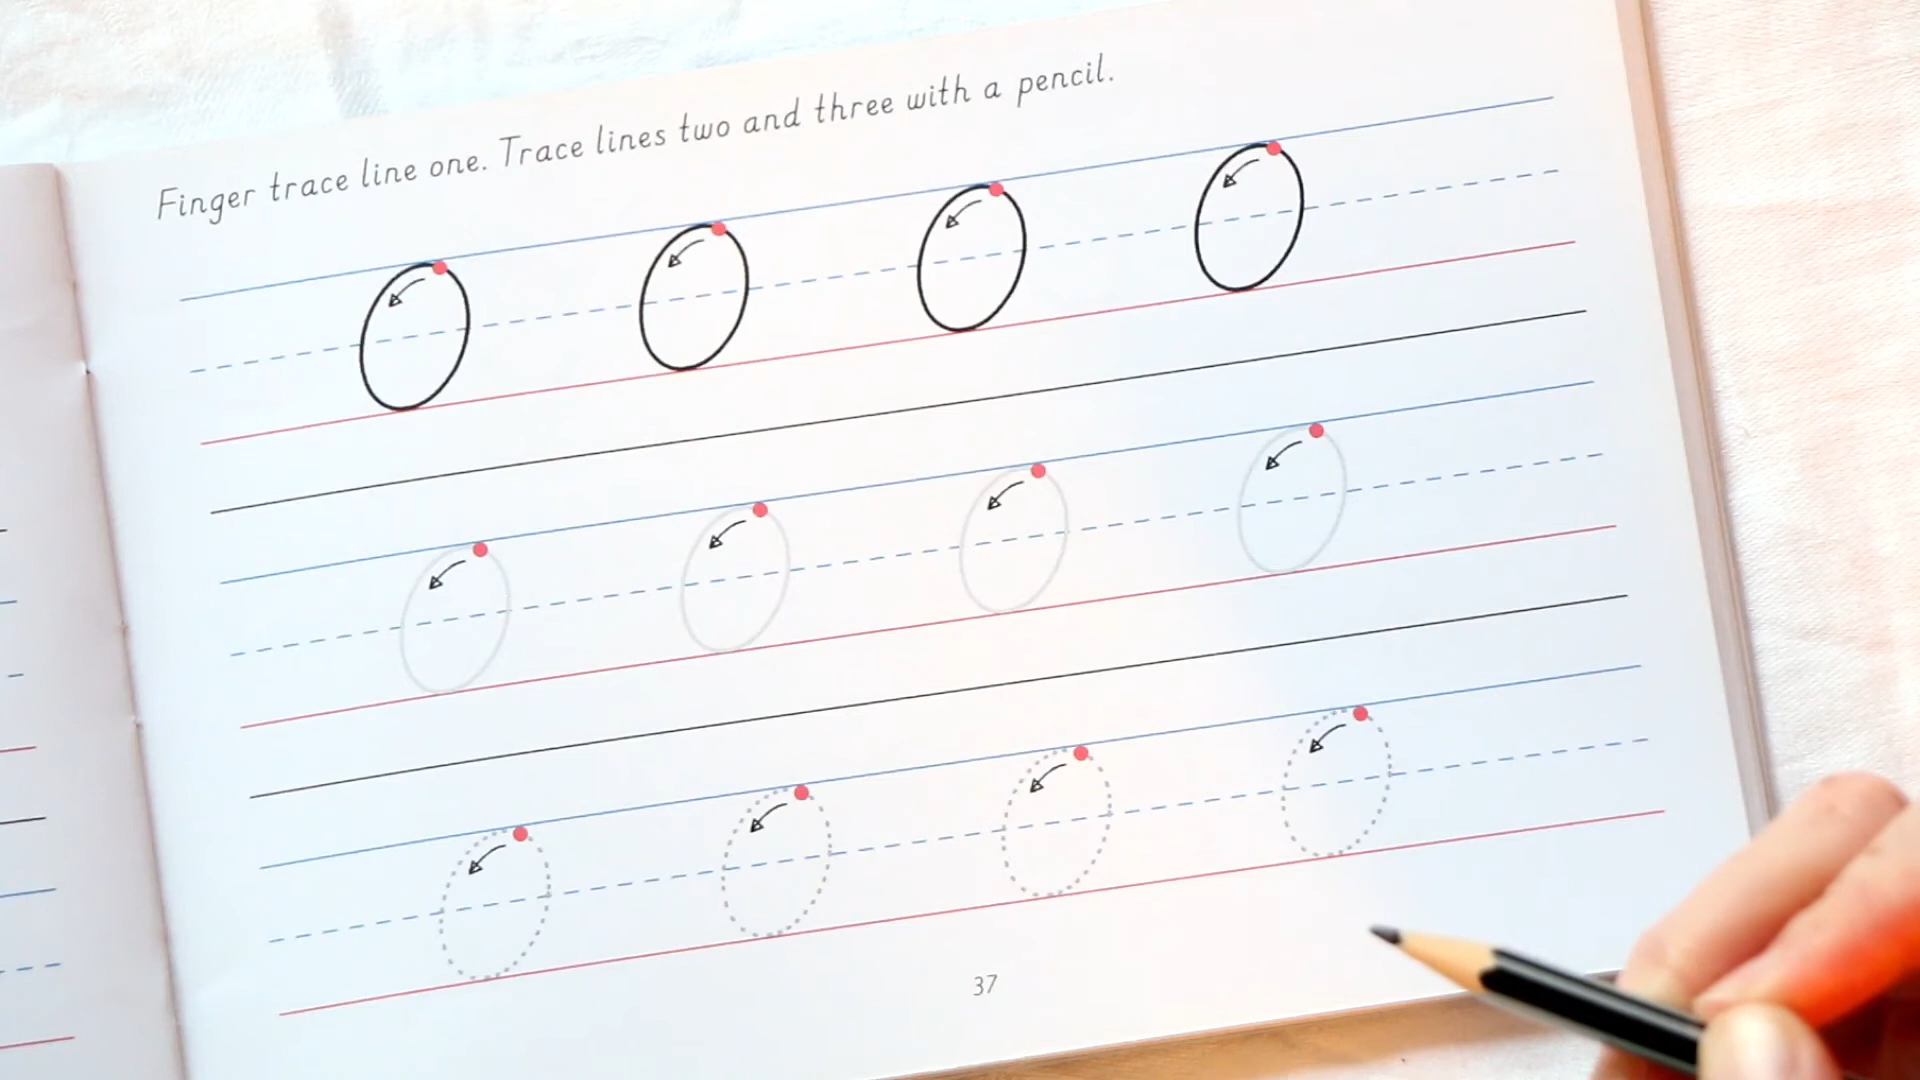 Finger trace line one. Trace lines two and three with a pencil.
O O O O
O O O O
O O O O
37